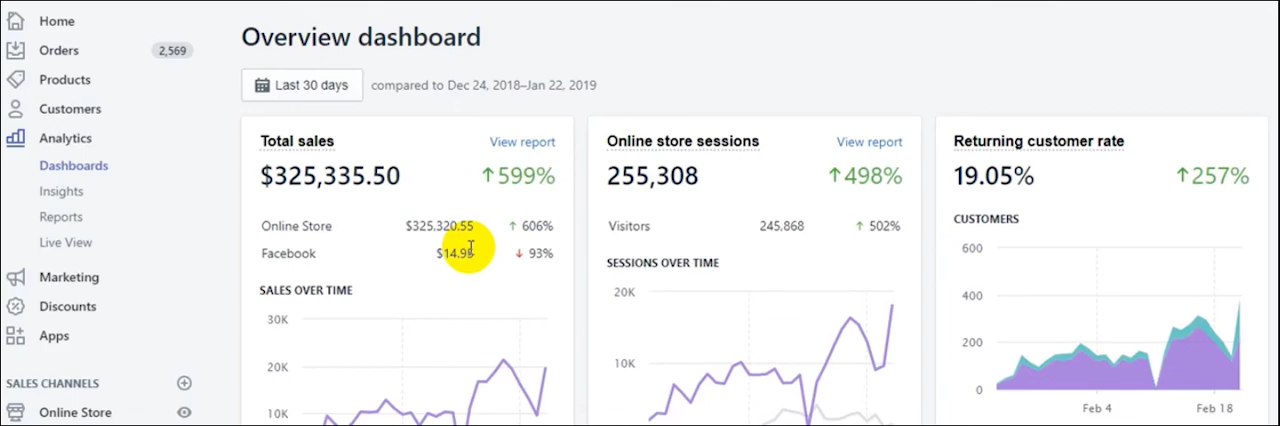 Home
Orders 2,569
Products
Customers
Analytics
Dashboards
Insights
Reports
Live View
Marketing
Discounts
Apps
SALES CHANNELS
Online Store
Overview dashboard
Last 30 days compared to Dec 24, 2018–Jan 22, 2019
Total sales View report
$325,335.50 ↑599%
Online Store $325,320.55 ↑ 606%
Facebook $14.95 ↓ 93%
SALES OVER TIME
30K
20K
10K
Online store sessions View report
255,308 ↑498%
Visitors 245,868 ↑ 502%
SESSIONS OVER TIME
20K
10K
Returning customer rate
19.05% ↑257%
CUSTOMERS
600
400
200
0
Feb 4 Feb 18